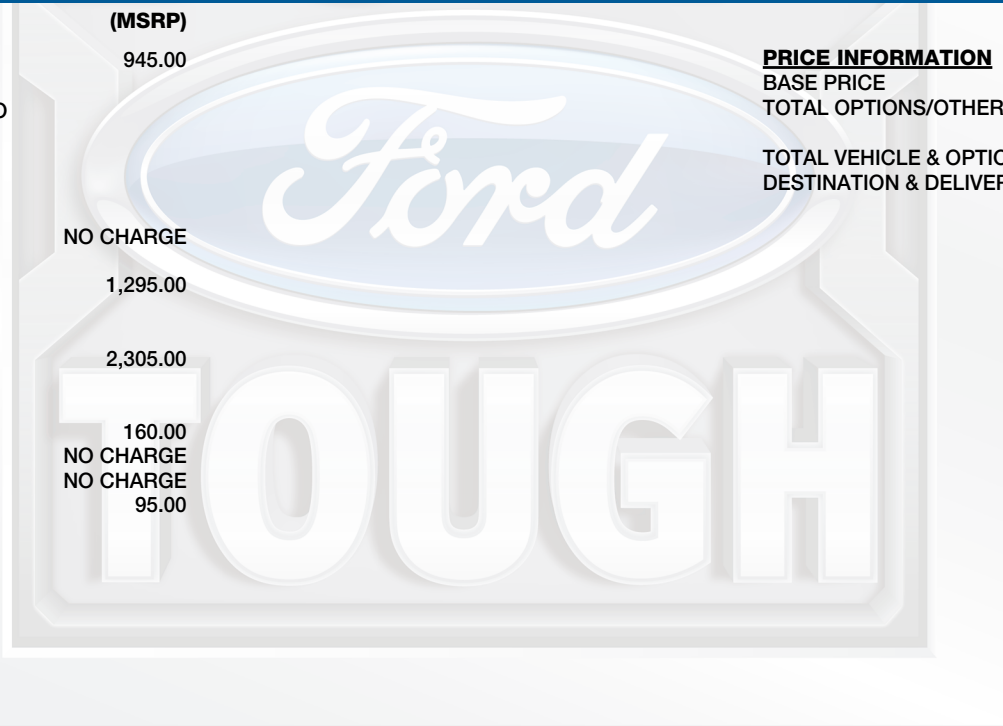 (MSRP)
945.00
NO CHARGE
1,295.00
2,305.00
160.00
NO CHARGE
NO CHARGE
95.00
PRICE INFORMATION
BASE PRICE
TOTAL OPTIONS/OTHER
TOTAL VEHICLE & OPTIO
DESTINATION & DELIVER
Ford
TOUGH